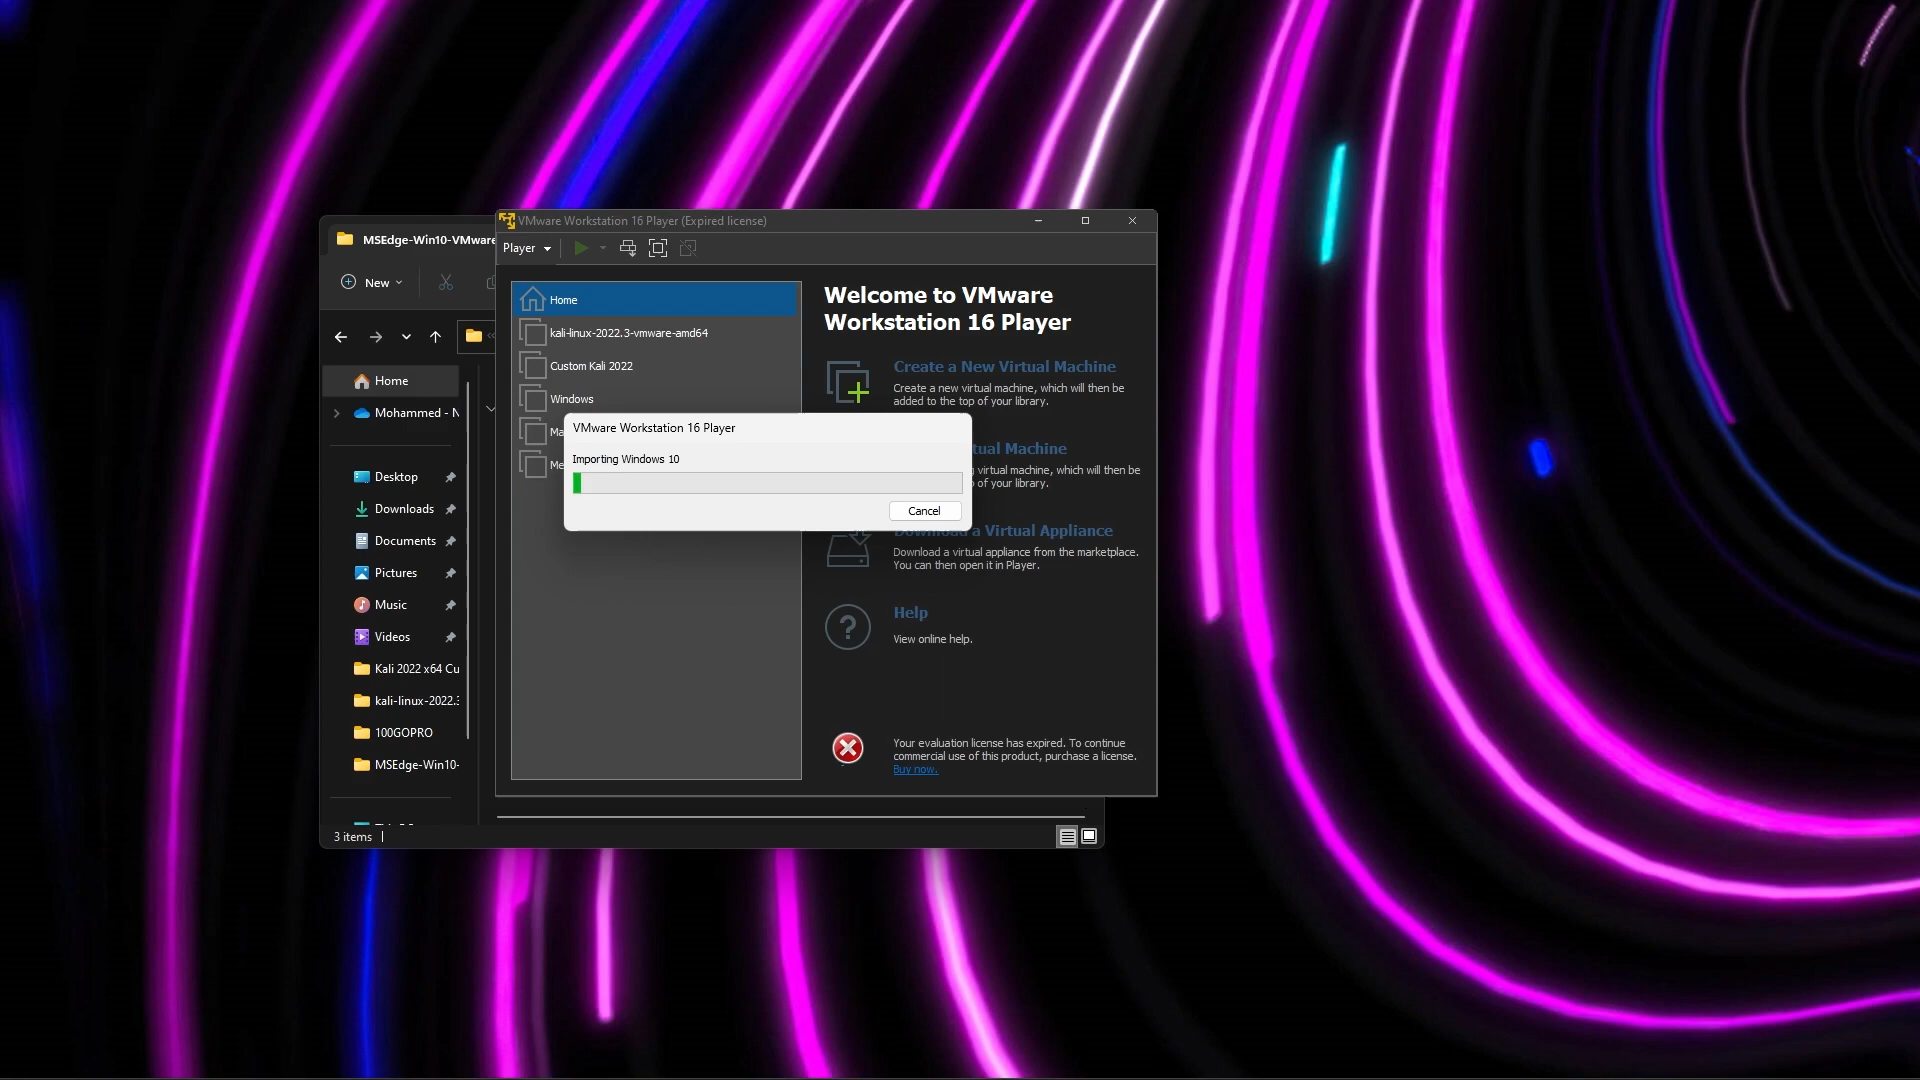 MSEdge-Win10-VMware
New
Home
Mohammed - N
Desktop
Downloads
Documents
Pictures
Music
Videos
Kali 2022 x64 Cu
kali-linux-2022.3
100GOPRO
MSEdge-Win10-
3 items
VMware Workstation 16 Player (Expired license)
Player
Home
kali-linux-2022.3-vmware-amd64
Custom Kali 2022
Windows
Ma
Me
Welcome to VMware
Workstation 16 Player
Create a New Virtual Machine
Create a new virtual machine, which will then be
added to the top of your library.
tual Machine
virtual machine, which will then be
of your library.
Download a Virtual Appliance
Download a virtual appliance from the marketplace.
You can then open it in Player.
Help
View online help.
Your evaluation license has expired. To continue
commercial use of this product, purchase a license.
Buy now.
VMware Workstation 16 Player
Importing Windows 10
Cancel